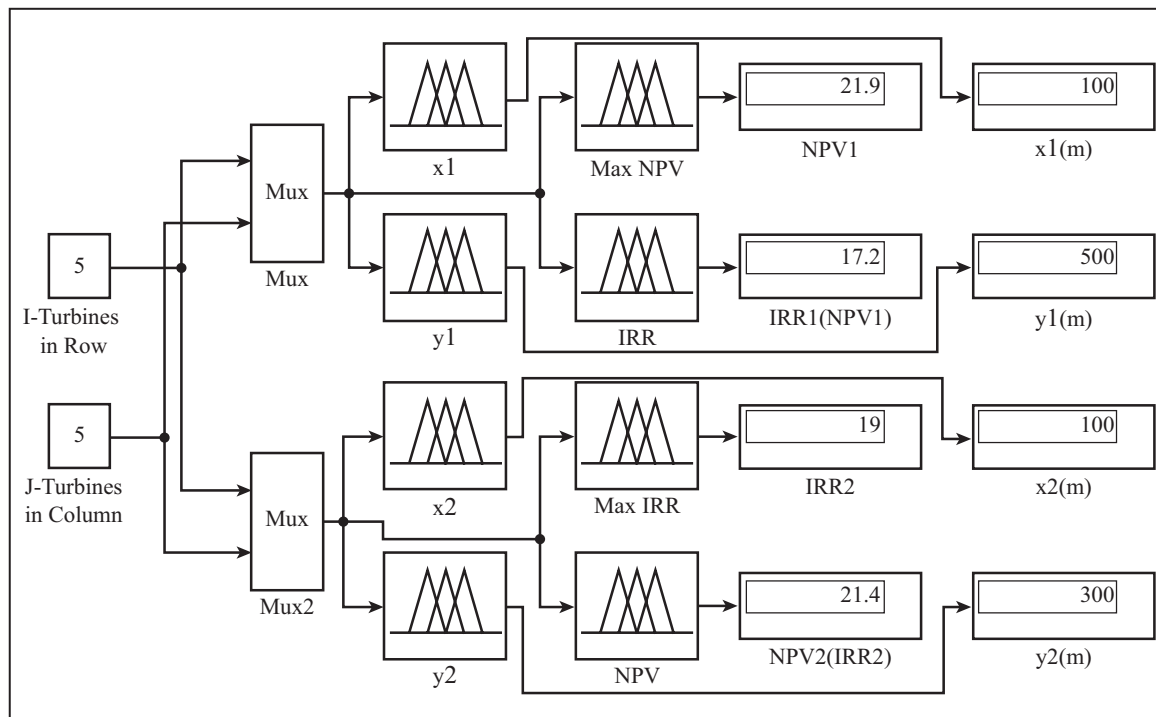 21.9
100
x1
Max NPV
NPV1
x1(m)
Mux
Mux
5
I-Turbines
in Row
17.2
500
y1
IRR
IRR1(NPV1)
y1(m)
5
J-Turbines
in Column
19
100
x2
Max IRR
IRR2
x2(m)
Mux
Mux2
21.4
300
y2
NPV
NPV2(IRR2)
y2(m)